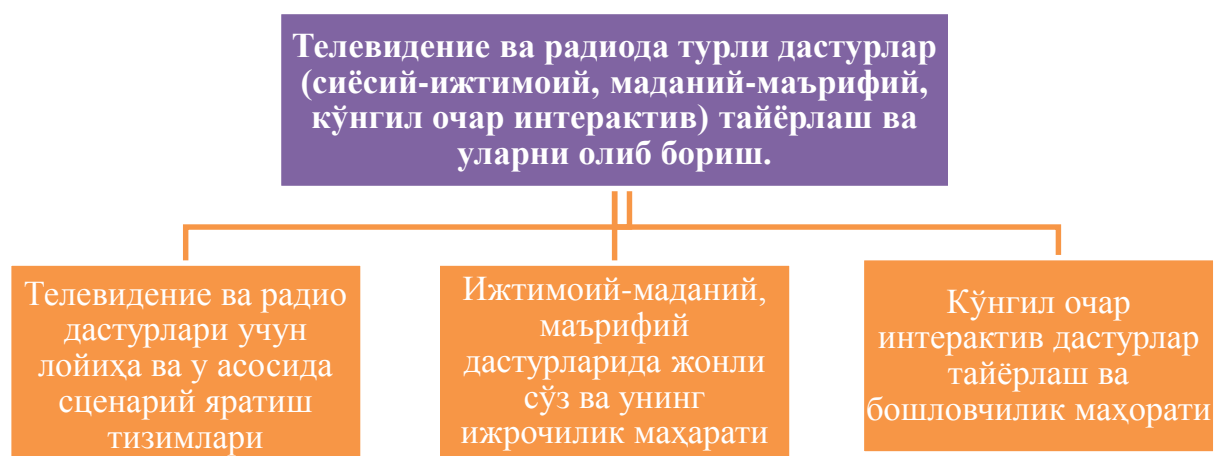 Телевидение ва радиода турли дастурлар
(сиёсий-ижтимоий, маданий-маърифий,
кўнгил очар интерактив) тайёрлаш ва
уларни олиб бориш.
Телевидение ва радио
дастурлари учун
лойиҳа ва у асосида
сценарий яратиш
тизимлари
Ижтимоий-маданий,
маърифий
дастурларида жонли
сўз ва унинг
ижрочилик маҳарати
Кўнгил очар
интерактив дастурлар
тайёрлаш ва
бошловчилик маҳорати